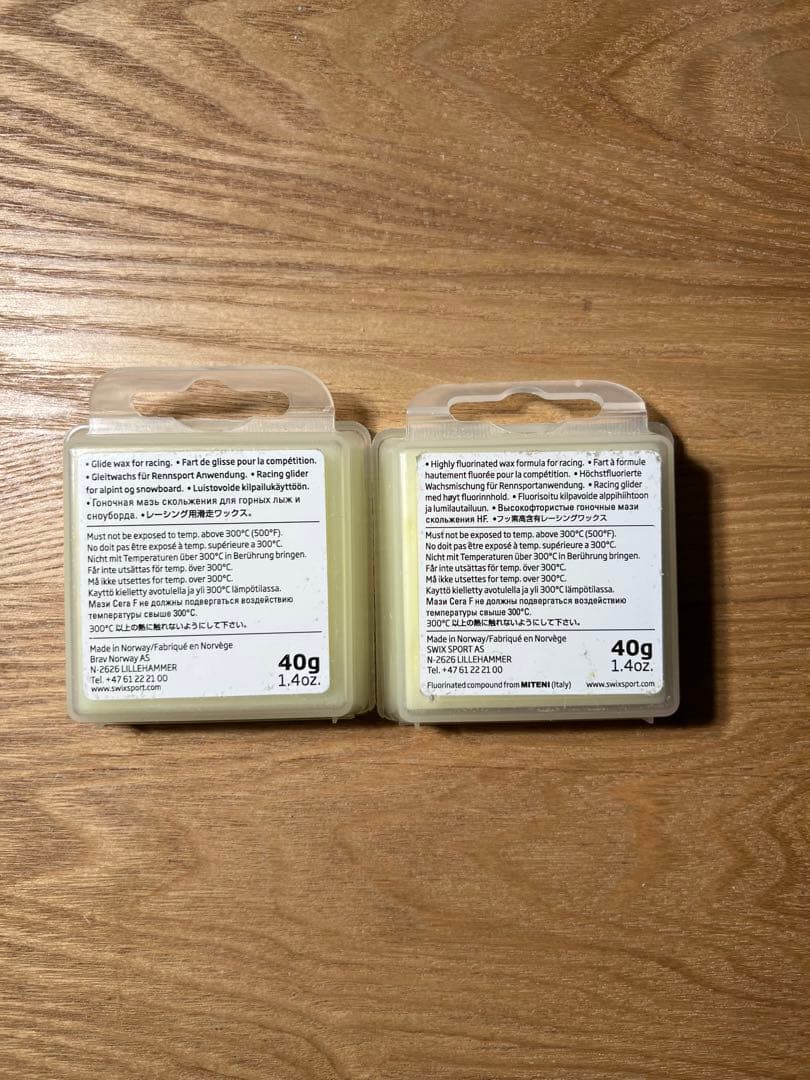 • Glide wax for racing. • Fart de glisse pour la compétition.
• Gleitwachs für Rennsport Anwendung. • Racing glider
for alpint og snowboard. • Luistovoide kilpailukäyttöön.
• Гоночная мазь скольжения для горных лыж и
сноуборда. • レーシング用滑走ワックス。
Must not be exposed to temp. above 300°C (500°F).
No doit pas être exposé à temp. supérieure a 300°C.
Nicht mit Temperaturen über 300°C in Berührung bringen.
Får inte utsättas för temp. över 300°C.
Må ikke utsettes for temp. over 300°C.
Kayttö kielletty avotulella ja yli 300°C lämpötilassa.
Мази Cera F не должны подвергаться воздействию
температуры свыше 300°C.
300°C 以上の熱に触れないようにして下さい。
Made in Norway/Fabriqué en Norvège
Brav Norway AS
N-2626 LILLEHAMMER
Tel. +47 61 22 21 00
www.swixsport.com
40g
1.4oz.
• Highly fluorinated wax formula for racing. • Fart à formule
hautement fluorée pour la compétition. • Höchstfluorierte
Wachsmischung für Rennsportanwendung. • Racing glider
med høyt fluorinnhold. • Fluorisoitu kilpavoide alppihiihtoon
ja lumilautailuun. • Высокофтористые гоночные мази
скольжения HF. • フッ素高含有レーシングワックス
Must not be exposed to temp. above 300°C (500°F).
No doit pas être exposé à temp. supérieure a 300°C.
Nicht mit Temperaturen über 300°C in Berührung bringen.
Får inte utsättas för temp. över 300°C.
Må ikke utsettes for temp. over 300°C.
Kayttö kielletty avotulella ja yli 300°C lämpötilassa.
Мази Cera F не должны подвергаться воздействию
температуры свыше 300°C.
300°C 以上の熱に触れないようにして下さい。
Made in Norway/Fabriqué en Norvège
SWIX SPORT AS
N-2626 LILLEHAMMER
Tel. +47 61 22 21 00
40g
1.4oz.
Fluorinated compound from MITENI (Italy) www.swixsport.com